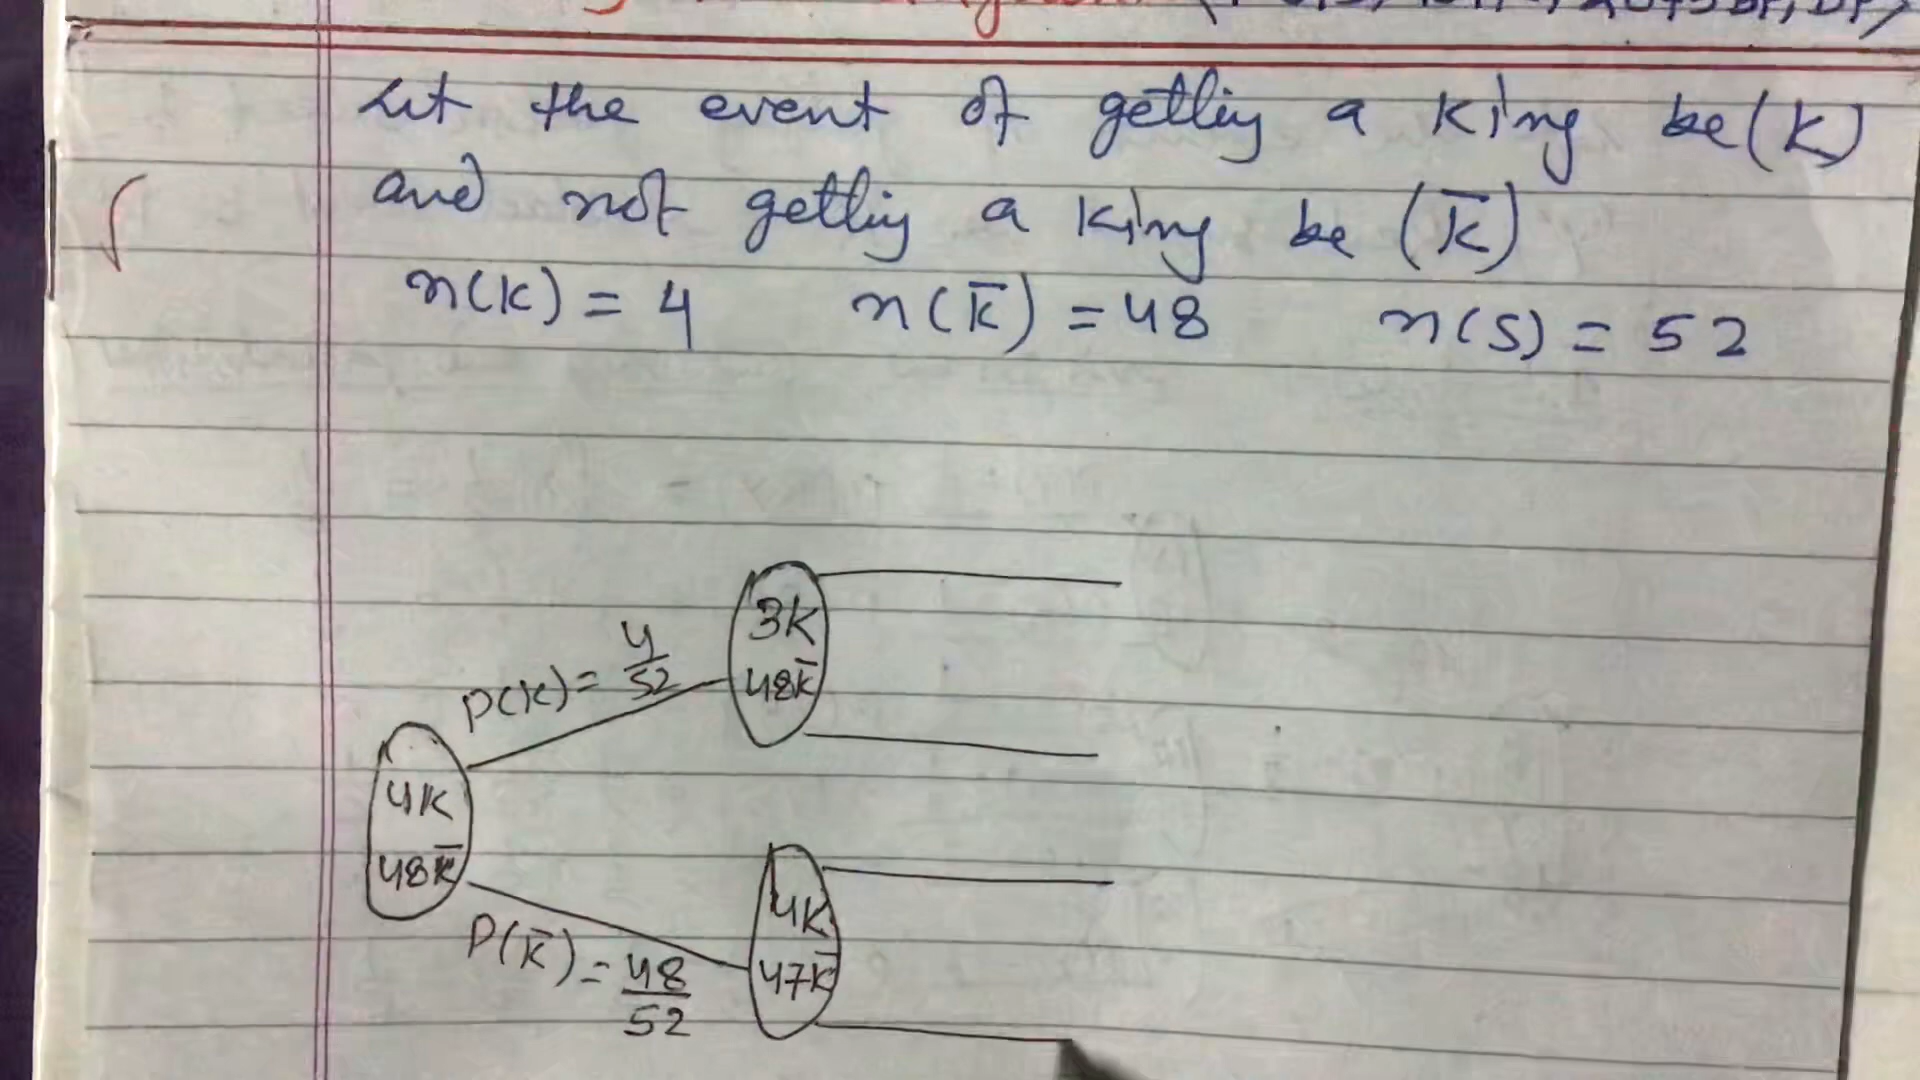 Let the event of getting a King be (K)
and not getting a King be (K̅)
n(K) = 4 n(K̅) = 48 n(S) = 52
3K
48K̅
P(K) = 4/52
4K
48K̅
4K
47K̅
P(K̅) = 48/52